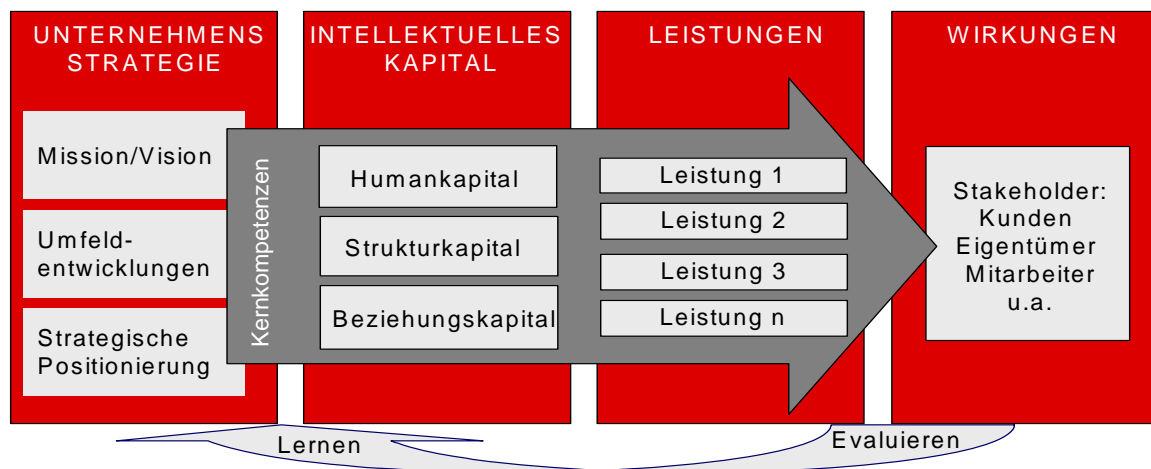 UNTERNEHMENS
STRATEGIE
Mission/Vision
Umfeld-
entwicklungen
Strategische
Positionierung
Kernkompetenzen
INTELLEKTUELLES
KAPITAL
Humankapital
Strukturkapital
Beziehungskapital
LEISTUNGEN
Leistung 1
Leistung 2
Leistung 3
Leistung n
WIRKUNGEN
Stakeholder:
Kunden
Eigentümer
Mitarbeiter
u.a.
Lernen
Evaluieren